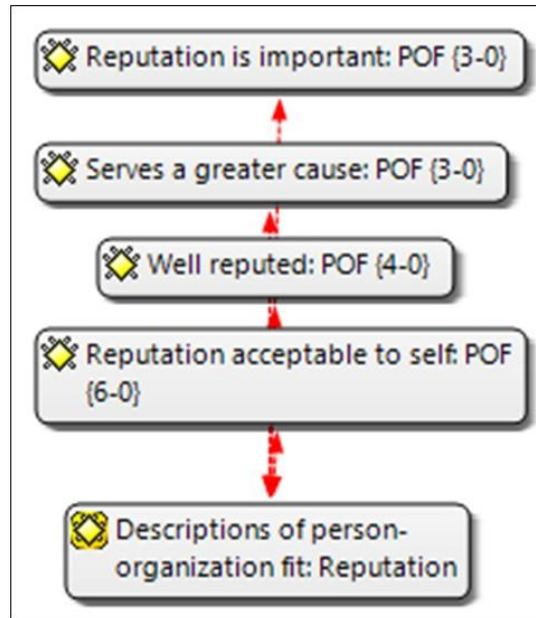 Reputation is important: POF {3-0}
Serves a greater cause: POF {3-0}
Well reputed: POF {4-0}
Reputation acceptable to self: POF
{6-0}
Descriptions of person-
organization fit: Reputation